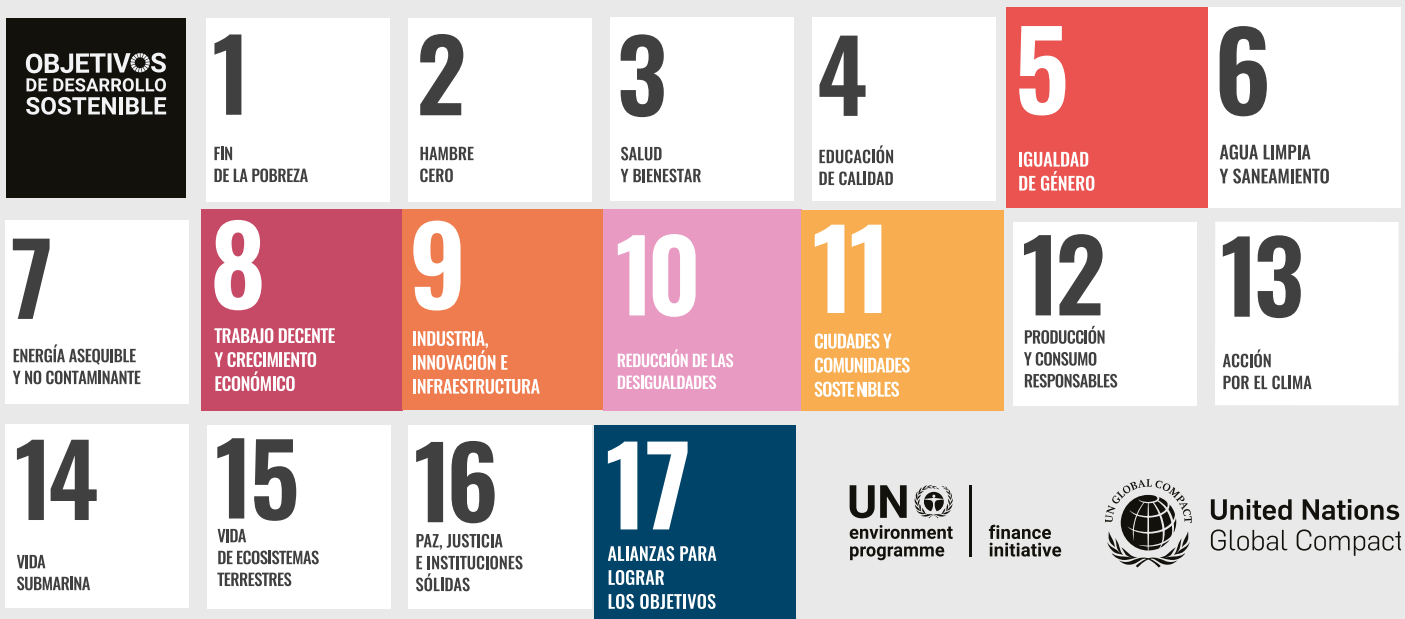 OBJETIVOS
DE DESARROLLO
SOSTENIBLE
1
FIN
DE LA POBREZA
2
HAMBRE
CERO
3
SALUD
Y BIENESTAR
4
EDUCACIÓN
DE CALIDAD
5
IGUALDAD
DE GÉNERO
6
AGUA LIMPIA
Y SANEAMIENTO
7
ENERGÍA ASEQUIBLE
Y NO CONTAMINANTE
8
TRABAJO DECENTE
Y CRECIMIENTO
ECONÓMICO
9
INDUSTRIA,
INNOVACIÓN E
INFRAESTRUCTURA
10
REDUCCIÓN DE LAS
DESIGUALDADES
11
CIUDADES Y
COMUNIDADES
SOSTENIBLES
12
PRODUCCIÓN
Y CONSUMO
RESPONSABLES
13
ACCIÓN
POR EL CLIMA
14
VIDA
SUBMARINA
15
VIDA
DE ECOSISTEMAS
TERRESTRES
16
PAZ, JUSTICIA
E INSTITUCIONES
SÓLIDAS
17
ALIANZAS PARA
LOGRAR
LOS OBJETIVOS
UN
environment
programme
finance
initiative
UN GLOBAL COMPACT
United Nations
Global Compact